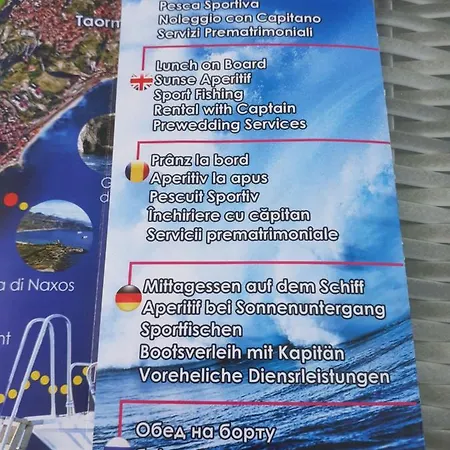 Taorm
Pesca Sportiva
Noleggio con Capitano
Servizi Prematrimoniali
Lunch on Board
Sunse Aperitif
Sport Fishing
Rental with Captain
Prewedding Services
Prânz la bord
Aperitiv la apus
Pescuit Sportiv
Închiriere cu căpitan
Servicii prematrimoniale
a di Naxos
Mittagessen auf dem Schiff
Aperitif bei Sonnenuntergang
Sportfischen
Bootsverleih mit Kapitän
Voreheliche Diensrleistungen
Обед на борту